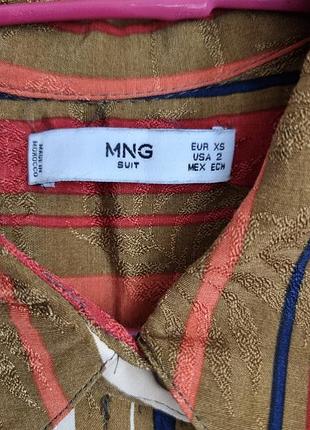 MADE IN
MOROCCO
MNG
SUIT
EUR XS
USA 2
MEX ECH